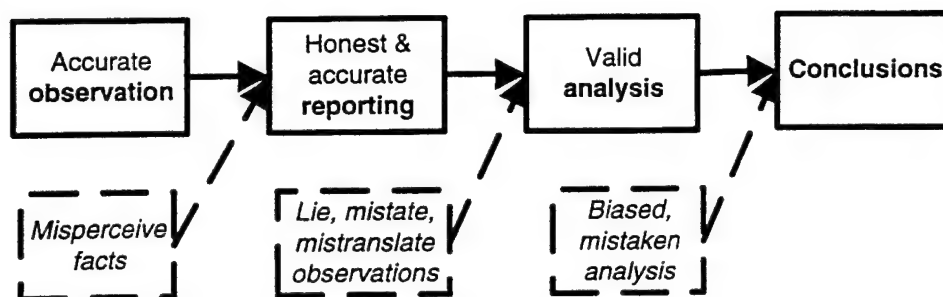 Accurate
observation
Honest &
accurate
reporting
Valid
analysis
Conclusions
Misperceive
facts
Lie, mistate,
mistranslate
observations
Biased,
mistaken
analysis